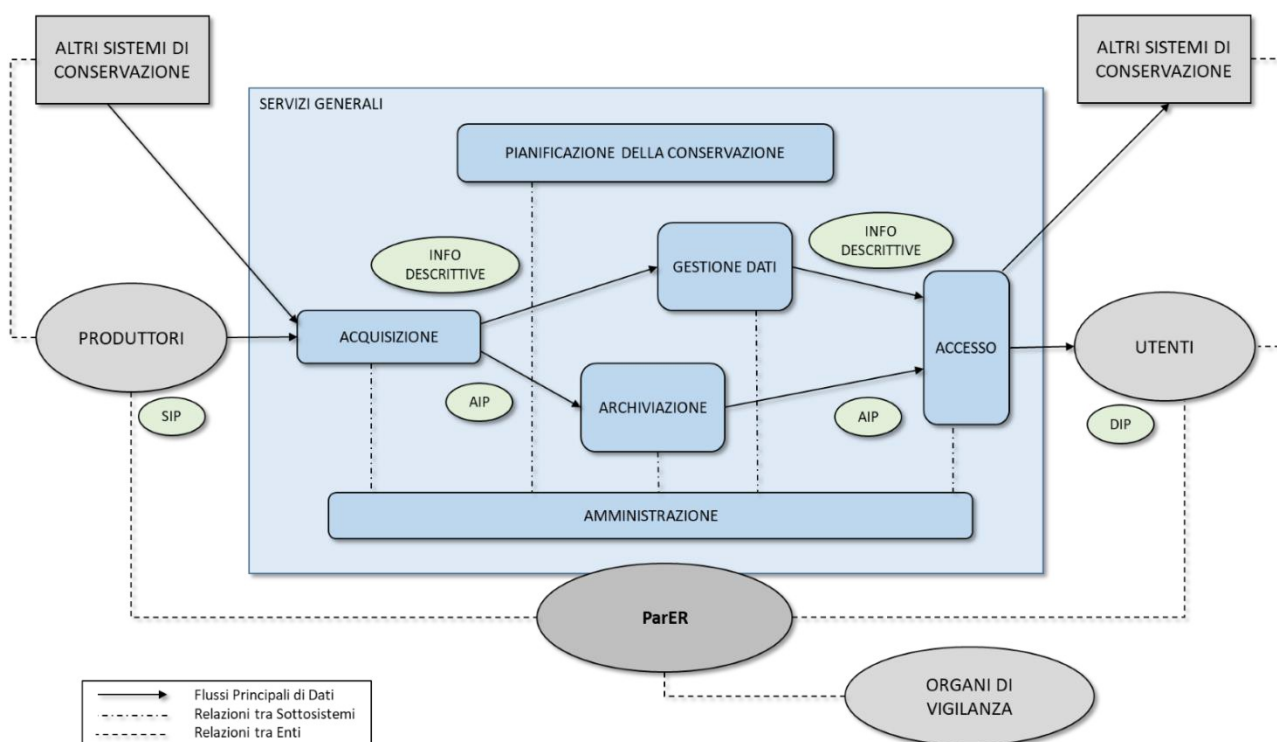 ALTRI SISTEMI DI
CONSERVAZIONE
ALTRI SISTEMI DI
CONSERVAZIONE
SERVIZI GENERALI
PIANIFICAZIONE DELLA CONSERVAZIONE
INFO
DESCRITTIVE
GESTIONE DATI
INFO
DESCRITTIVE
PRODUTTORI
ACQUISIZIONE
ACCESSO
UTENTI
SIP
AIP
ARCHIVIAZIONE
AIP
DIP
AMMINISTRAZIONE
ParER
ORGANI DI
VIGILANZA
Flussi Principali di Dati
Relazioni tra Sottosistemi
Relazioni tra Enti